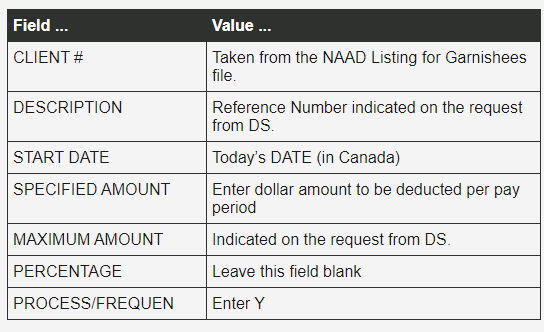 Field ... Value ...
CLIENT # Taken from the NAAD Listing for Garnishees
file.
DESCRIPTION Reference Number indicated on the request
from DS.
START DATE Today's DATE (in Canada)
SPECIFIED AMOUNT Enter dollar amount to be deducted per pay
period
MAXIMUM AMOUNT Indicated on the request from DS.
PERCENTAGE Leave this field blank
PROCESS/FREQUEN Enter Y